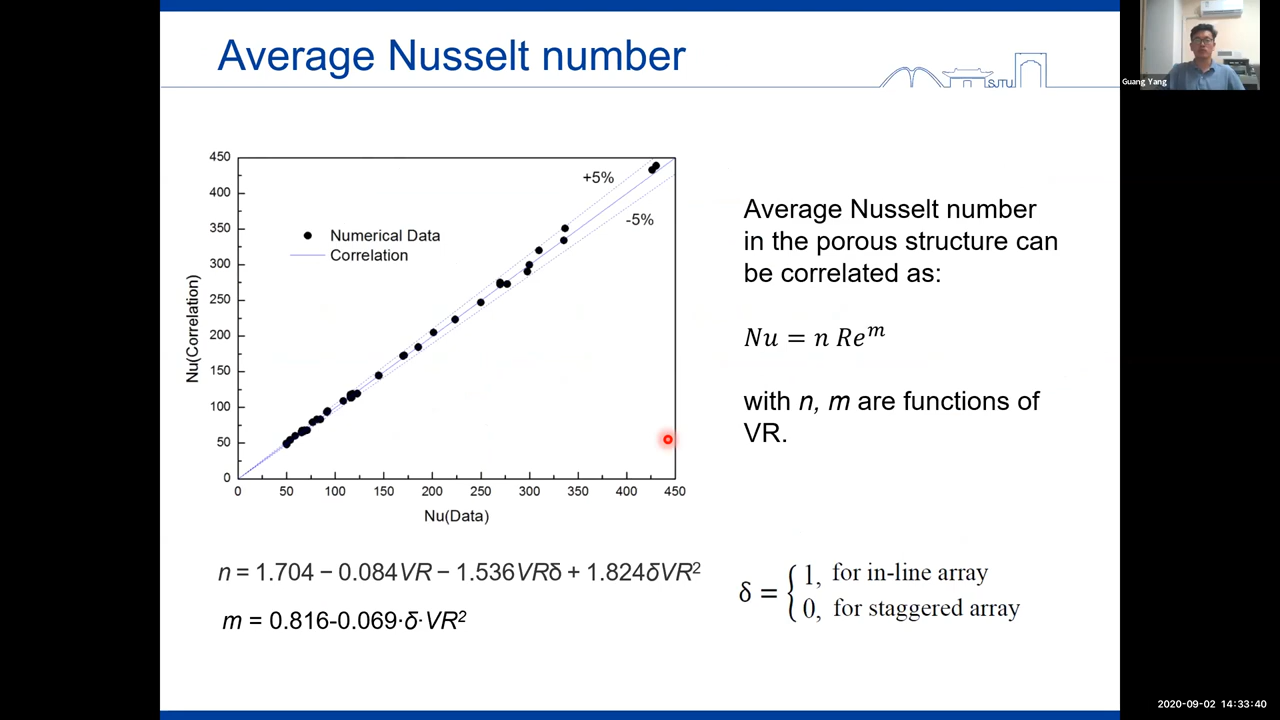 Average Nusselt number
SJTU
Guang Yang
450
400
350
300
250
200
150
100
50
0
Nu(Correlation)
+5%
-5%
Numerical Data
Correlation
0 50 100 150 200 250 300 350 400 450
Nu(Data)
Average Nusselt number
in the porous structure can
be correlated as:
Nu = n Re^m
with n, m are functions of
VR.
n = 1.704 − 0.084VR − 1.536VRδ + 1.824δVR²
m = 0.816-0.069·δ·VR²
δ = { 1, for in-line array
0, for staggered array
2020-09-02 14:33:40